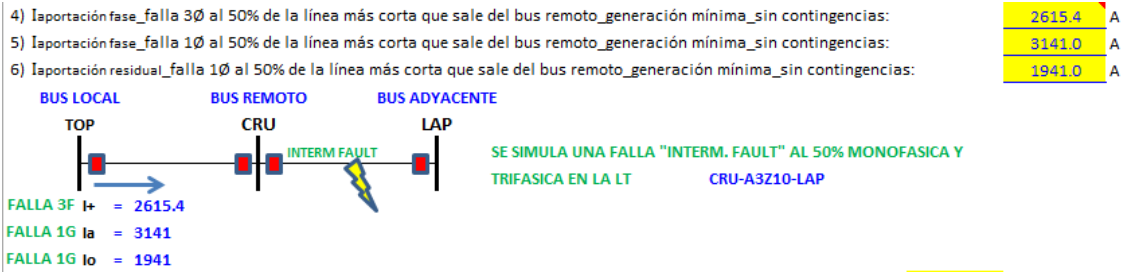 4) Iaportación fase_falla 3Ø al 50% de la línea más corta que sale del bus remoto_generación mínima_sin contingencias: 2615.4 A
5) Iaportación fase_falla 1Ø al 50% de la línea más corta que sale del bus remoto_generación mínima_sin contingencias: 3141.0 A
6) Iaportación residual_falla 1Ø al 50% de la línea más corta que sale del bus remoto_generación mínima_sin contingencias: 1941.0 A
BUS LOCAL BUS REMOTO BUS ADYACENTE
TOP CRU LAP
INTERM FAULT
SE SIMULA UNA FALLA "INTERM. FAULT" AL 50% MONOFASICA Y
TRIFASICA EN LA LT CRU-A3Z10-LAP
FALLA 3F I+ = 2615.4
FALLA 1G Ia = 3141
FALLA 1G Io = 1941